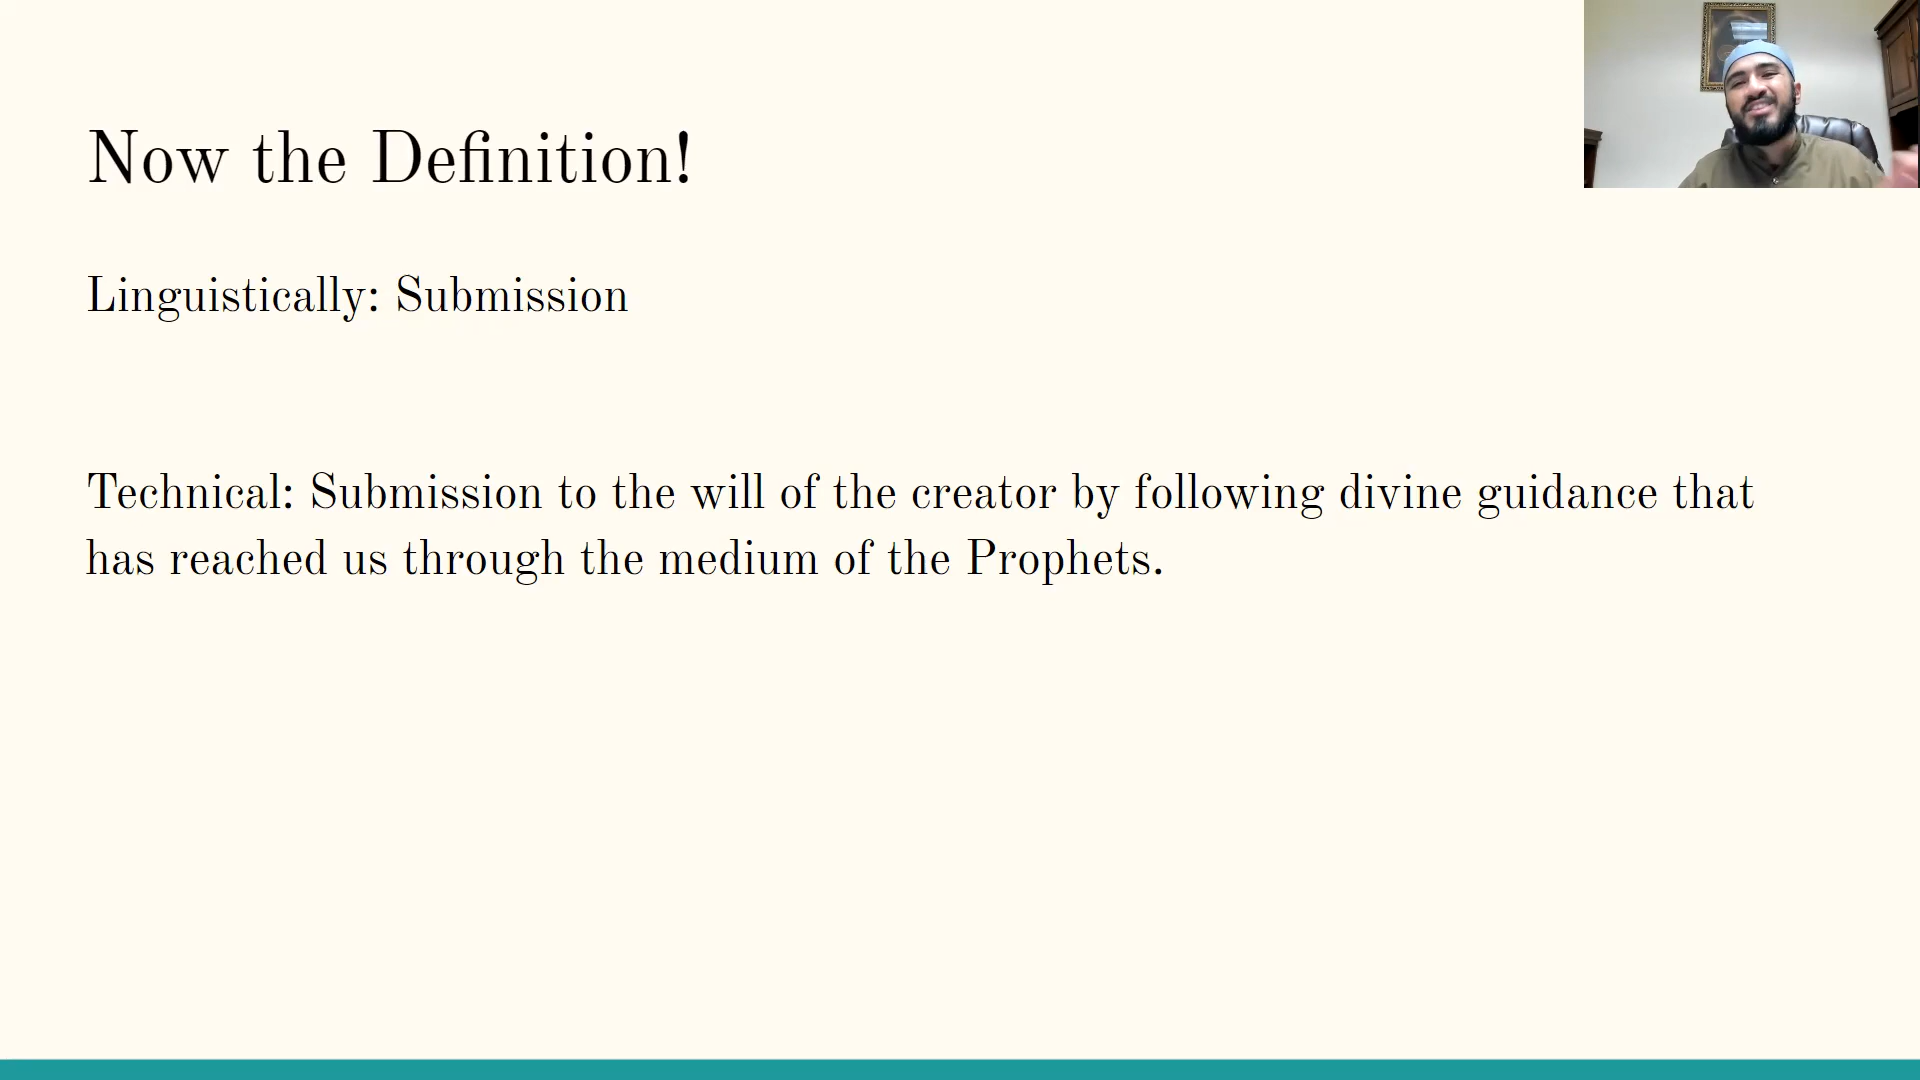 Now the Definition!
Linguistically: Submission
Technical: Submission to the will of the creator by following divine guidance that
has reached us through the medium of the Prophets.